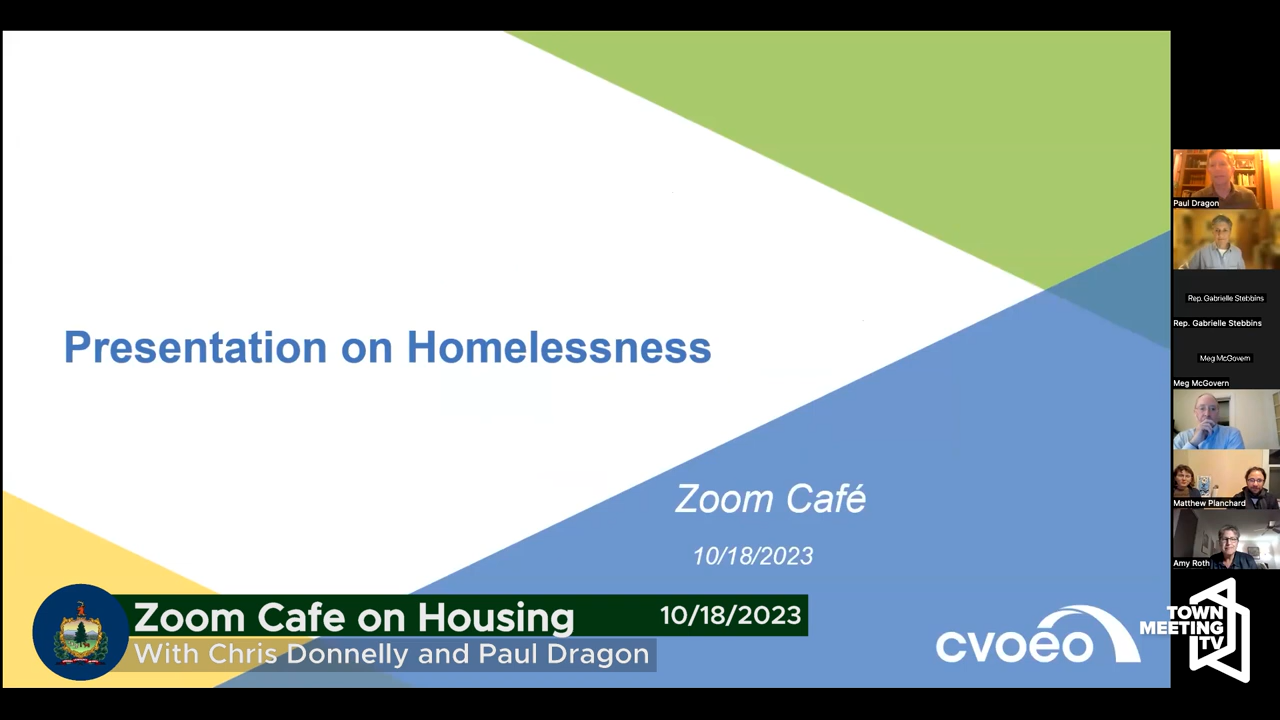 Presentation on Homelessness
Zoom Café
10/18/2023
Zoom Cafe on Housing
10/18/2023
With Chris Donnelly and Paul Dragon
cvoeo
TOWN
MEETING
TV
Paul Dragon
Rep. Gabrielle Stebbins
Rep. Gabrielle Stebbins
Meg McGovern
Meg McGovern
Matthew Planchard
Amy Roth